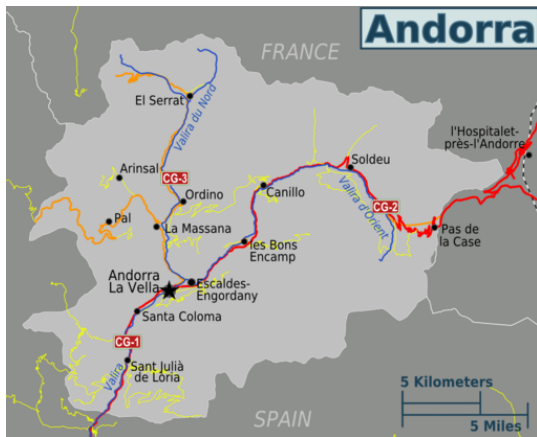 Andorra
FRANCE
El Serrat
Valira du Nord
l'Hospitalet-
près-l'Andorre
Soldeu
Arinsal
CG-3
Ordino
Canillo
Valira d'Orient
CG-2
Pal
La Massana
Pas de
la Case
les Bons
Encamp
Andorra
La Vella
Escaldes-
Engordany
Santa Coloma
CG-1
Valira
Sant Julià
de Lòria
5 Kilometers
5 Miles
SPAIN